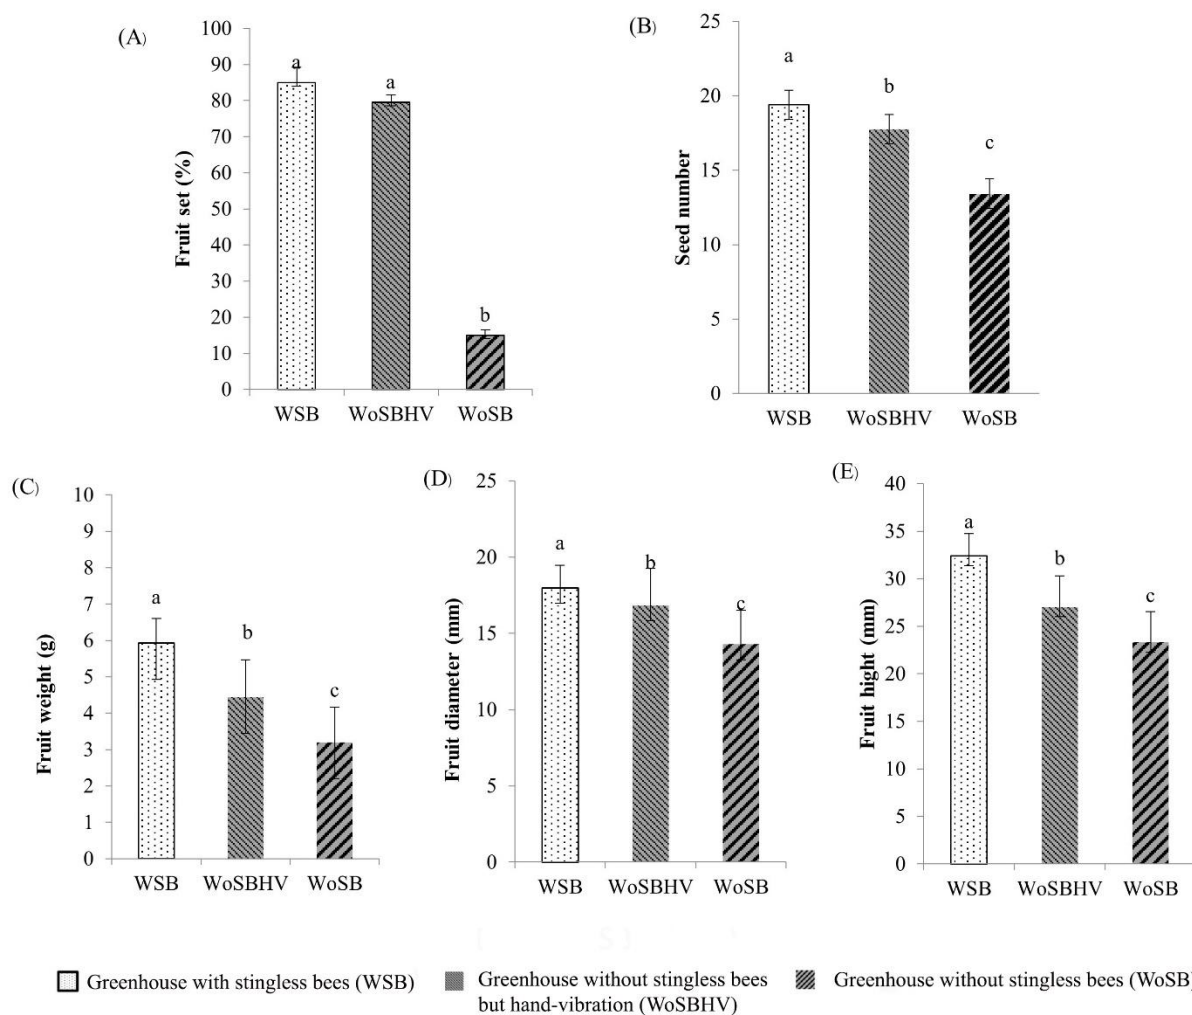 (A)
100
90
80
70
60
50
40
30
20
10
0
Fruit set (%)
a
a
b
WSB WoSBHV WoSB
(B)
25
20
15
10
5
0
Seed number
a
b
c
WSB WoSBHV WoSB
(C)
10
9
8
7
6
5
4
3
2
1
0
Fruit weight (g)
a
b
c
WSB WoSBHV WoSB
(D)
25
20
15
10
5
0
Fruit diameter (mm)
a
b
c
WSB WoSBHV WoSB
(E)
40
35
30
25
20
15
10
5
0
Fruit hight (mm)
a
b
c
WSB WoSBHV WoSB
Greenhouse with stingless bees (WSB)
Greenhouse without stingless bees
but hand-vibration (WoSBHV)
Greenhouse without stingless bees (WoSB)